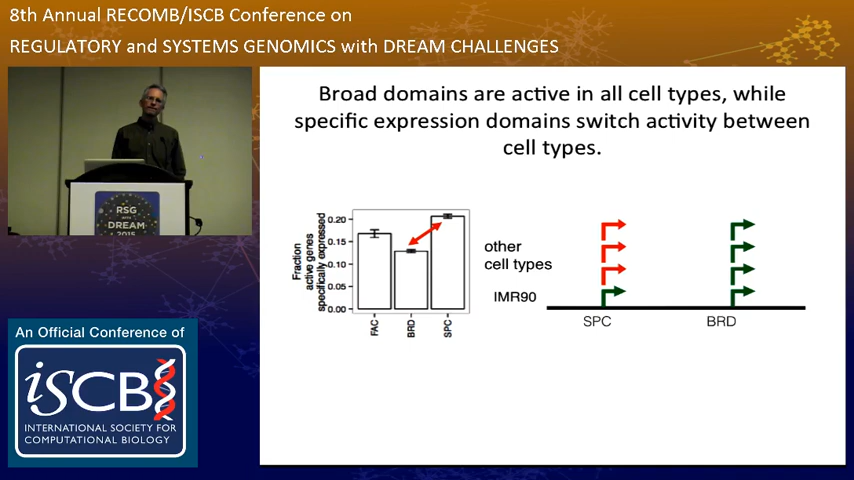 8th Annual RECOMB/ISCB Conference on
REGULATORY and SYSTEMS GENOMICS with DREAM CHALLENGES
RSG
WITH
DREAM
2015
An Official Conference of
iSCB
INTERNATIONAL SOCIETY FOR
COMPUTATIONAL BIOLOGY
Broad domains are active in all cell types, while
specific expression domains switch activity between
cell types.
Fraction
active genes
specifically expressed
0.20
0.15
0.10
0.05
0.00
FAC
BRD
SPC
other
cell types
IMR90
SPC
BRD